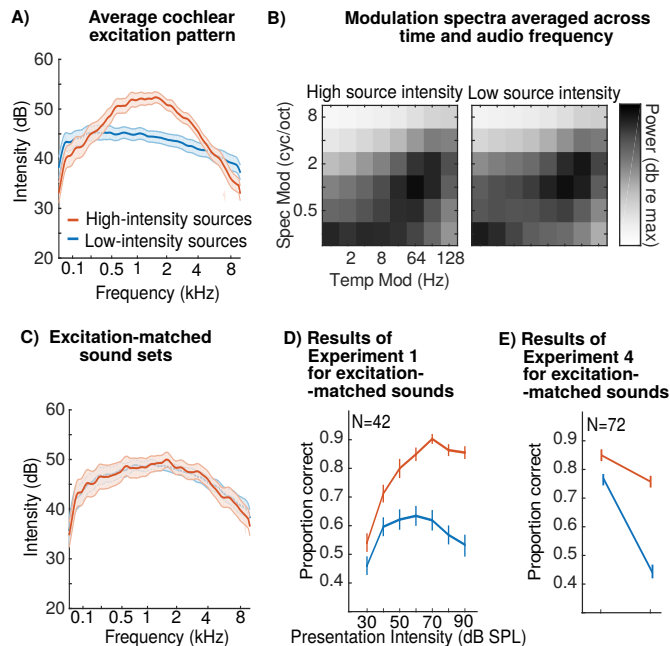 A) Average cochlear
excitation pattern
60
50
40
30
20
Intensity (dB)
High-intensity sources
Low-intensity sources
0.1 0.5 1 2 8
Frequency (kHz)
B) Modulation spectra averaged across
time and audio frequency
High source intensity
Low source intensity
8
2
0.5
Spec Mod (cyc/oct)
2 8 64 128
Temp Mod (Hz)
Power (db re max)
C) Excitation-matched
sound sets
60
50
40
30
20
Intensity (dB)
0.1 0.5 1 2 8
Frequency (kHz)
D) Results of
Experiment 1
for excitation-
-matched sounds
N=42
0.9
0.8
0.7
0.6
0.5
0.4
Proportion correct
30 50 70 90
Presentation Intensity (dB SPL)
E) Results of
Experiment 4
for excitation-
-matched sounds
N=72
0.9
0.8
0.7
0.6
0.5
0.4
Proportion correct